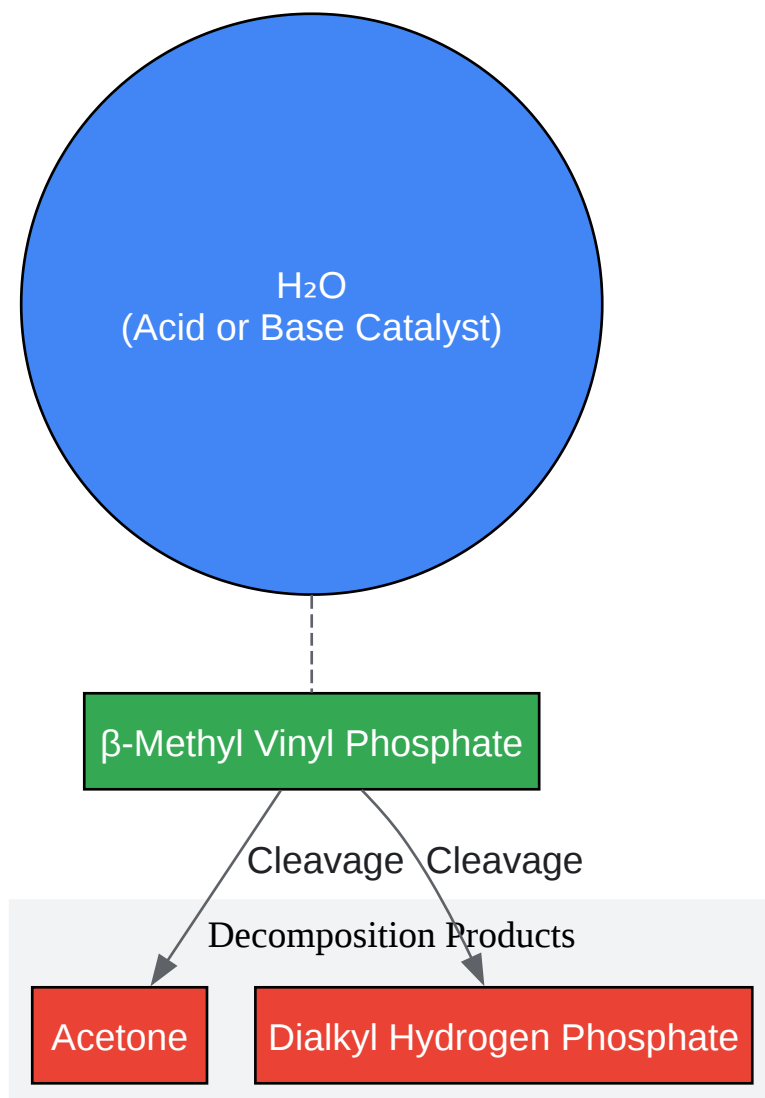 H₂O
(Acid or Base Catalyst)
β-Methyl Vinyl Phosphate
Cleavage Cleavage
Decomposition Products
Acetone
Dialkyl Hydrogen Phosphate